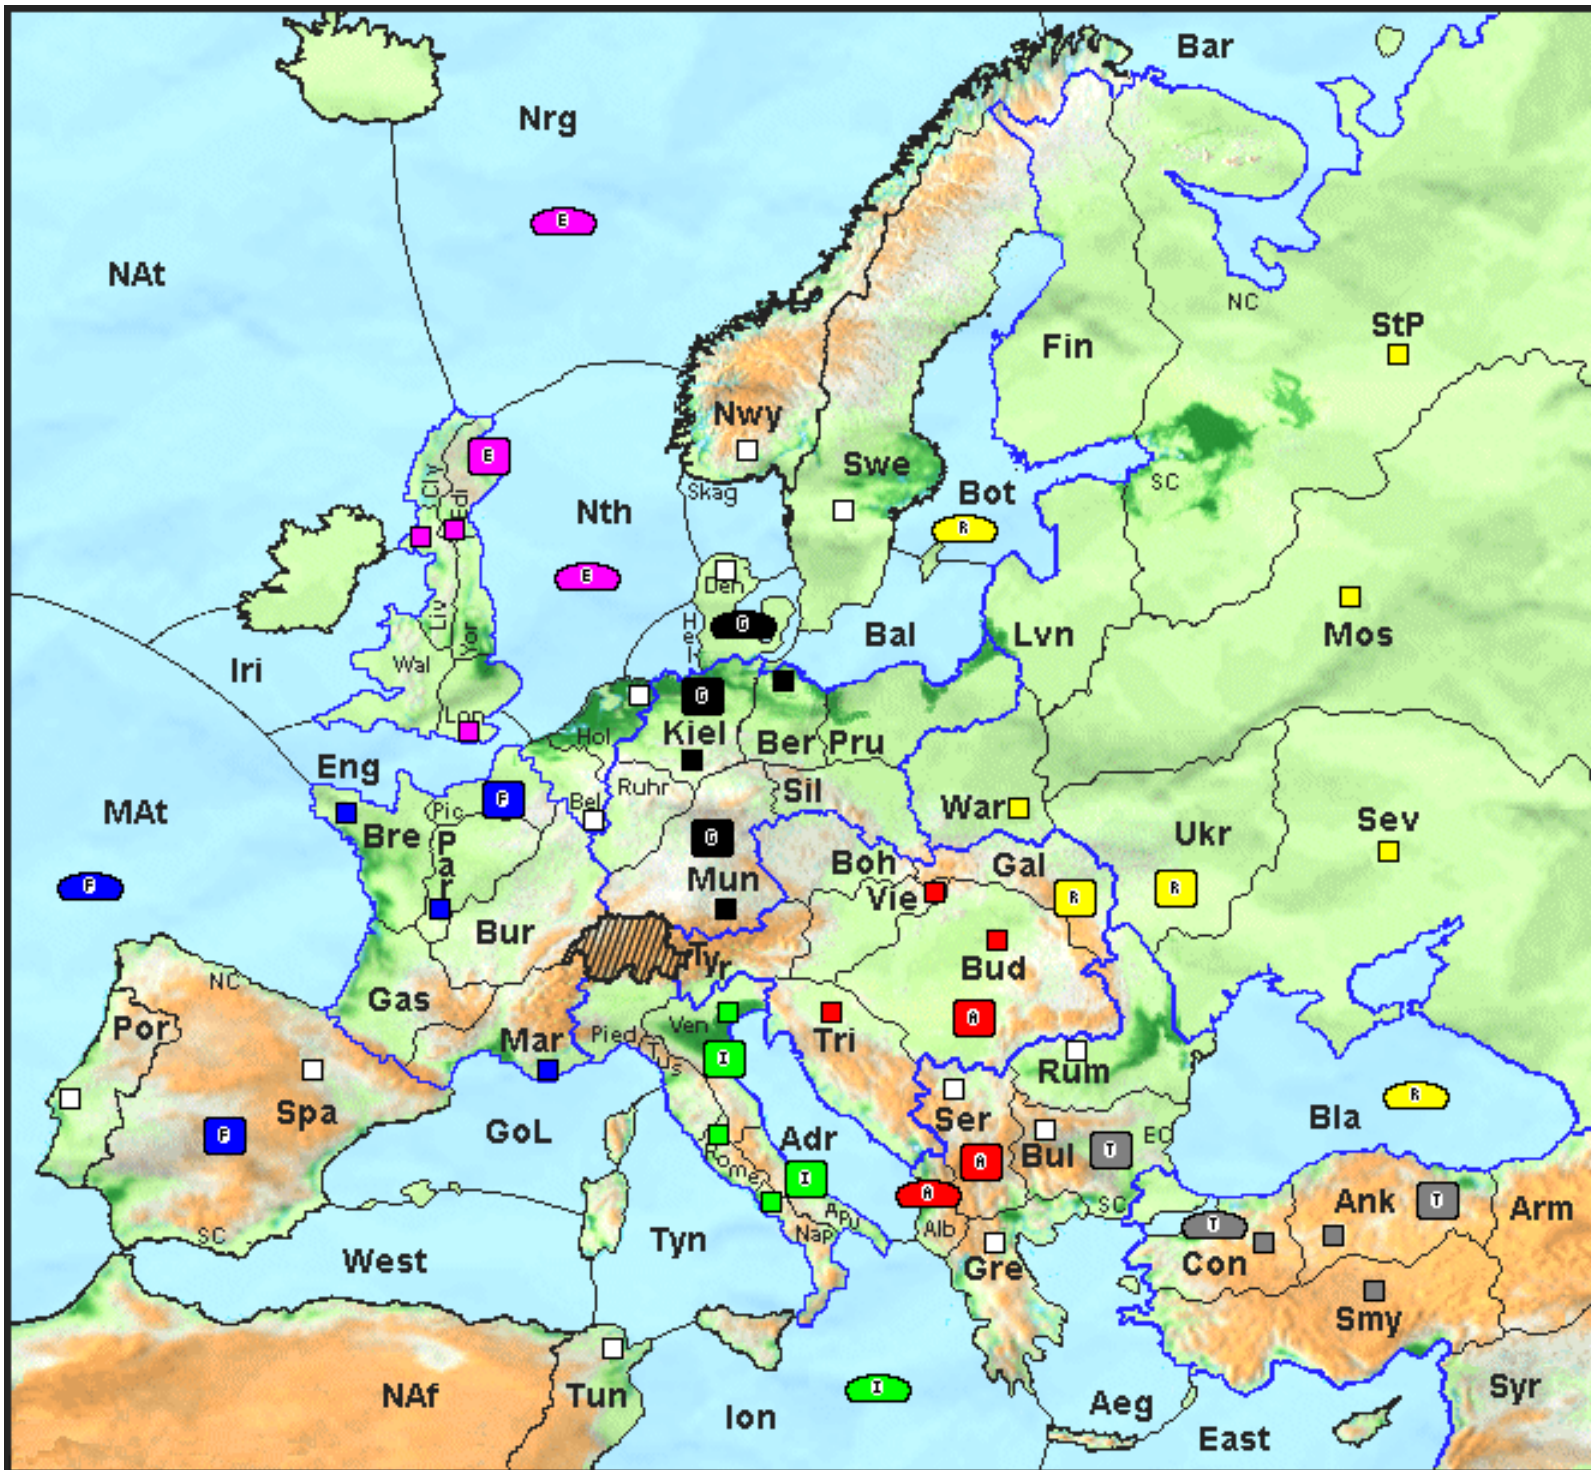 Bar
Nrg
E
NAt
NC
StP
Fin
Nwy
E
Cly
Edi
Swe
SC
Skag
Bot
Nth
R
E
Den
Hel
G
Liv
Yor
Bal
Lvn
Mos
Iri
Wal
G
Lon
Hol
Kiel
Ber
Pru
Eng
Ruhr
Sil
F
Pic
Bel
War
MAt
Bre
Par
G
Ukr
Sev
Boh
Gal
F
Mun
Vie
R
R
Bur
Tyr
Bud
NC
Gas
Por
A
Ven
Mar
Pied
Tus
Tri
I
Rum
Spa
Ser
R
GoL
Adr
Bla
F
EC
Bul
T
Rome
A
I
A
Ank
T
SC
Arm
Apu
T
SC
Nap
Alb
Tyn
West
Gre
Con
Smy
I
NAf
Tun
Syr
Ion
Aeg
East